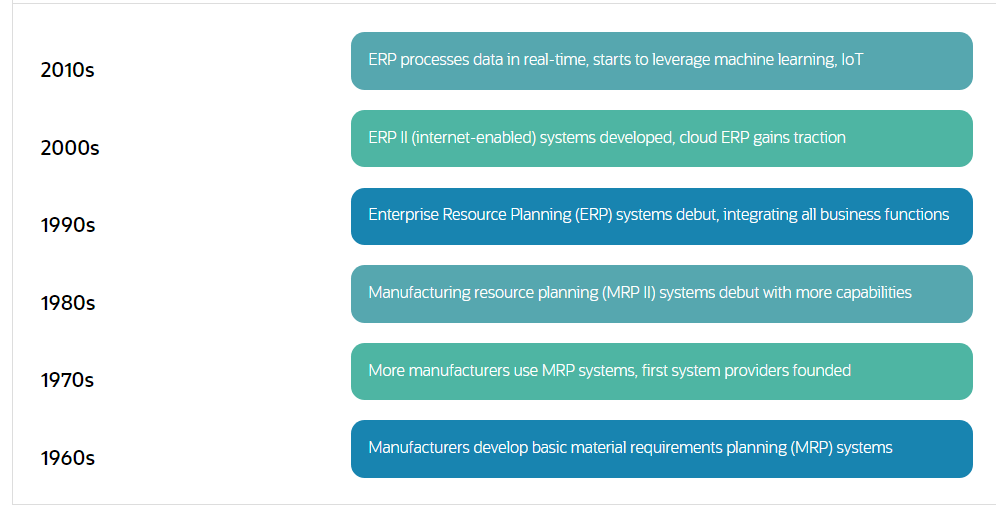 2010s
ERP processes data in real-time, starts to leverage machine learning, IoT
2000s
ERP II (internet-enabled) systems developed, cloud ERP gains traction
1990s
Enterprise Resource Planning (ERP) systems debut, integrating all business functions
1980s
Manufacturing resource planning (MRP II) systems debut with more capabilities
1970s
More manufacturers use MRP systems, first system providers founded
1960s
Manufacturers develop basic material requirements planning (MRP) systems